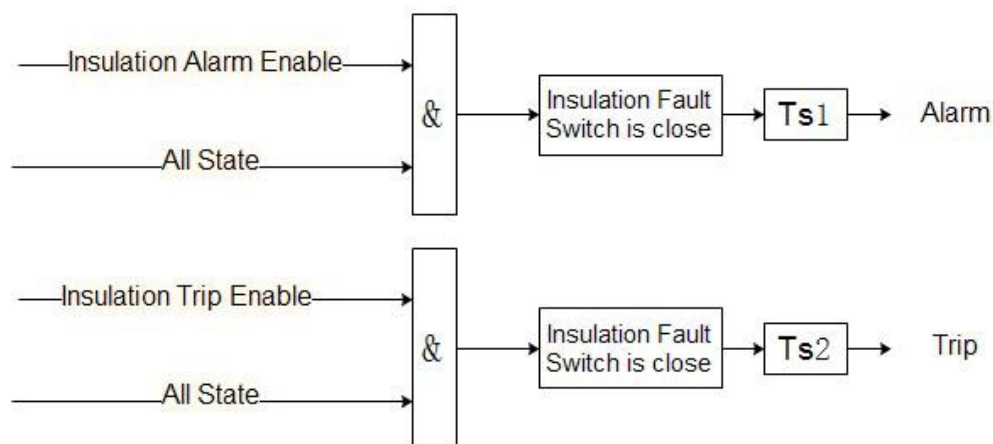 Insulation Alarm Enable
All State
&
Insulation Fault
Switch is close
Ts1
Alarm
Insulation Trip Enable
All State
&
Insulation Fault
Switch is close
Ts2
Trip